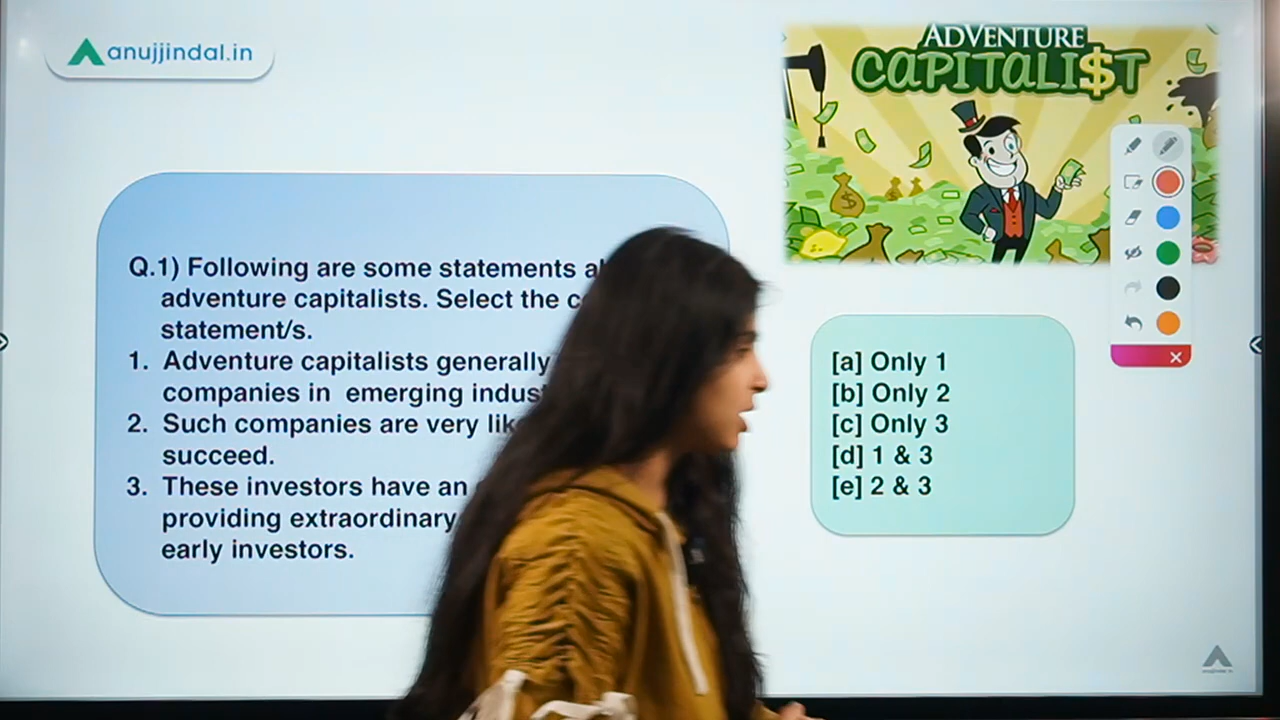 anujjindal.in
ADVENTURE
CAPITALI$T
Q.1) Following are some statements
adventure capitalists. Select the
statement/s.
1. Adventure capitalists generally
companies in emerging
2. Such companies are very
succeed.
3. These investors have an
providing extraordinary
early investors.
[a] Only 1
[b] Only 2
[c] Only 3
[d] 1 & 3
[e] 2 & 3